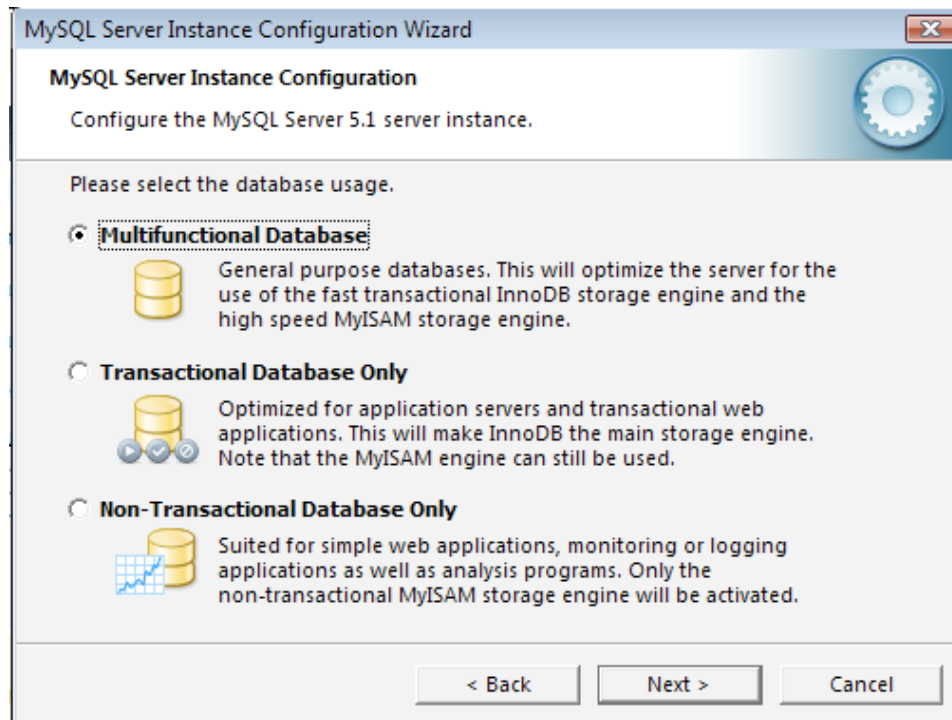 MySQL Server Instance Configuration Wizard
MySQL Server Instance Configuration
Configure the MySQL Server 5.1 server instance.
Please select the database usage.
Multifunctional Database
General purpose databases. This will optimize the server for the
use of the fast transactional InnoDB storage engine and the
high speed MyISAM storage engine.
Transactional Database Only
Optimized for application servers and transactional web
applications. This will make InnoDB the main storage engine.
Note that the MyISAM engine can still be used.
Non-Transactional Database Only
Suited for simple web applications, monitoring or logging
applications as well as analysis programs. Only the
non-transactional MyISAM storage engine will be activated.
< Back Next > Cancel